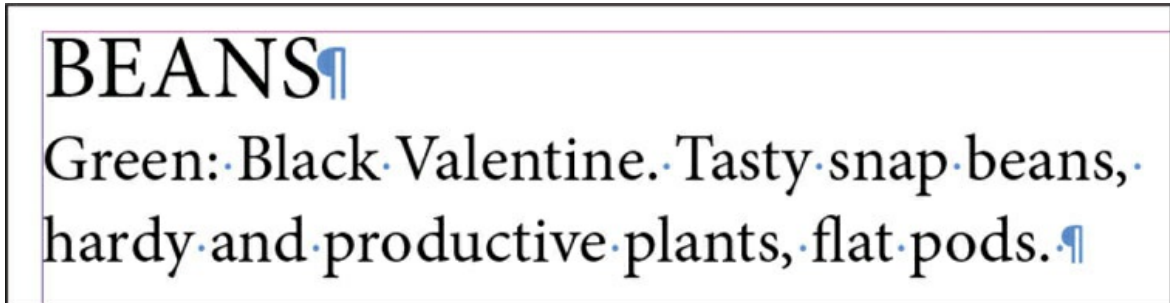 BEANS¶
Green: Black Valentine. Tasty snap beans,
hardy and productive plants, flat pods. ¶